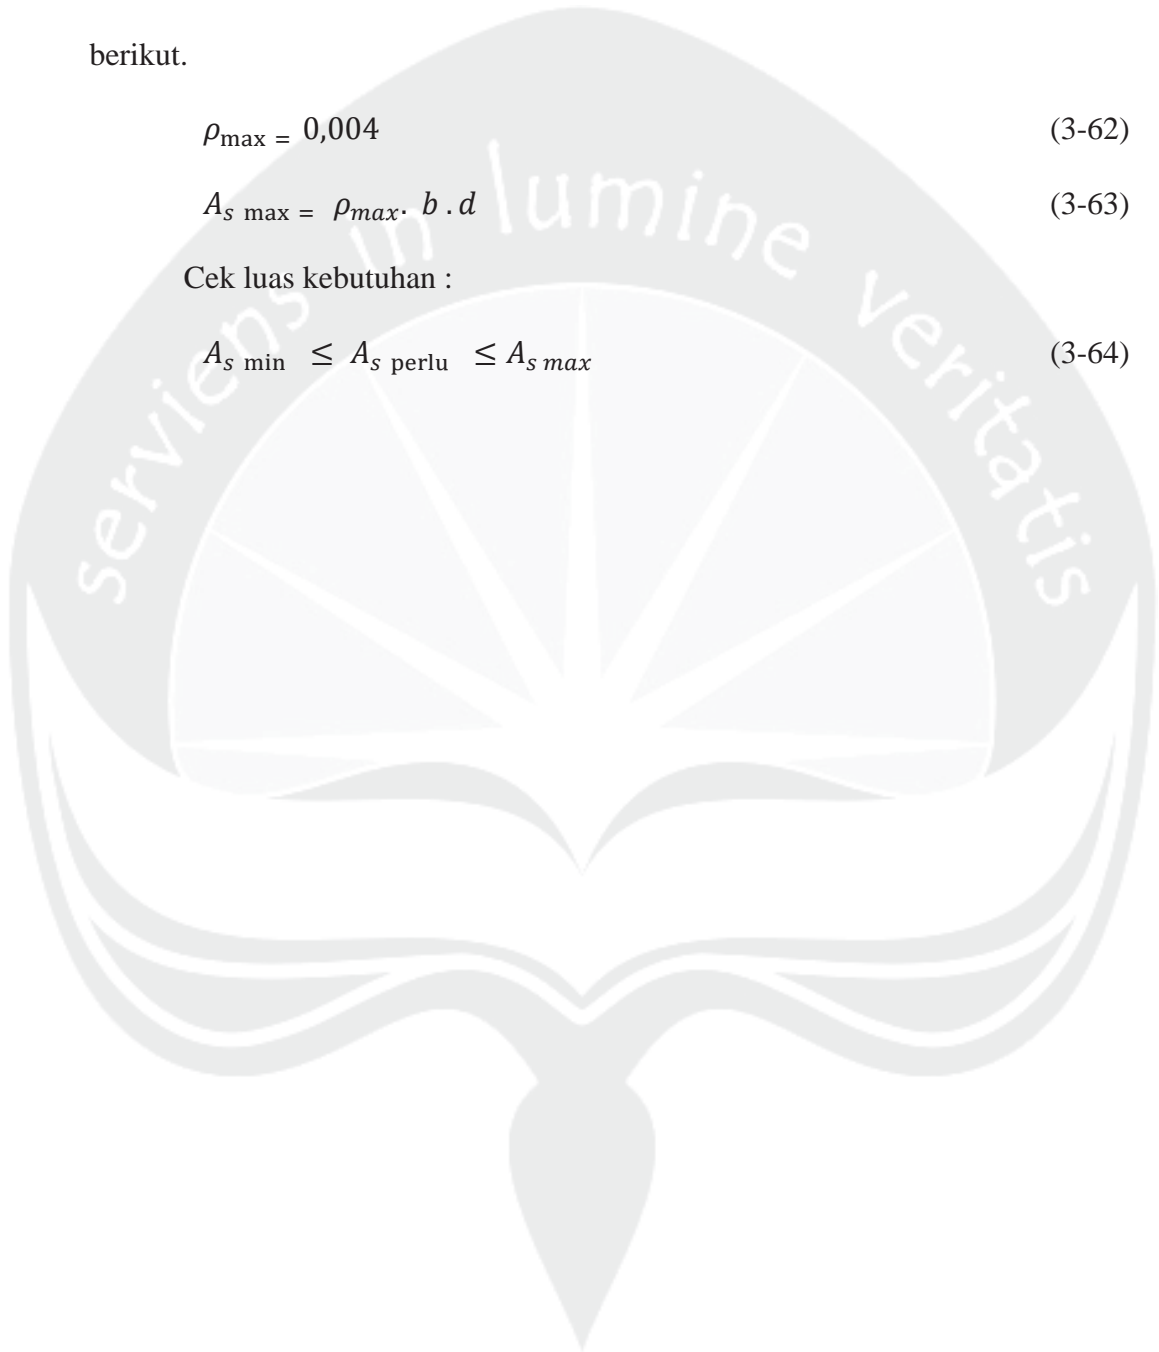 berikut.
ρmax = 0,004 (3-62)
As max = ρmax. b . d (3-63)
serviens in lumine veritatis
Cek luas kebutuhan :
As min ≤ As perlu ≤ As max (3-64)